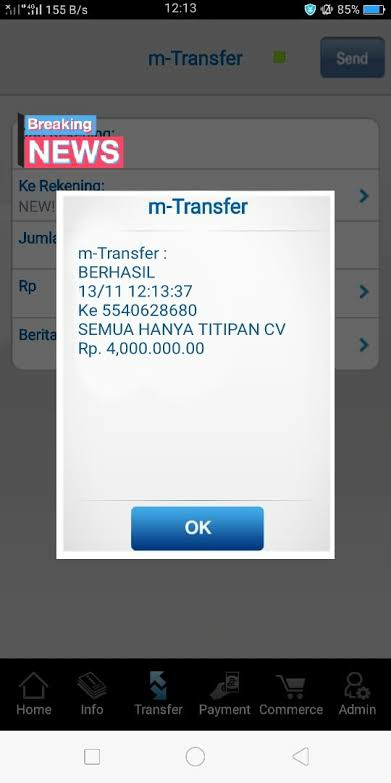 155 B/s
12:13
85%
m-Transfer
Send
Breaking
NEWS
Ke Rekening:
NEW!
m-Transfer
m-Transfer :
BERHASIL
13/11 12:13:37
Ke 5540628680
SEMUA HANYA TITIPAN CV
Rp. 4,000.000.00
Rp
OK
Home
Info
Transfer
Payment
Commerce
Admin